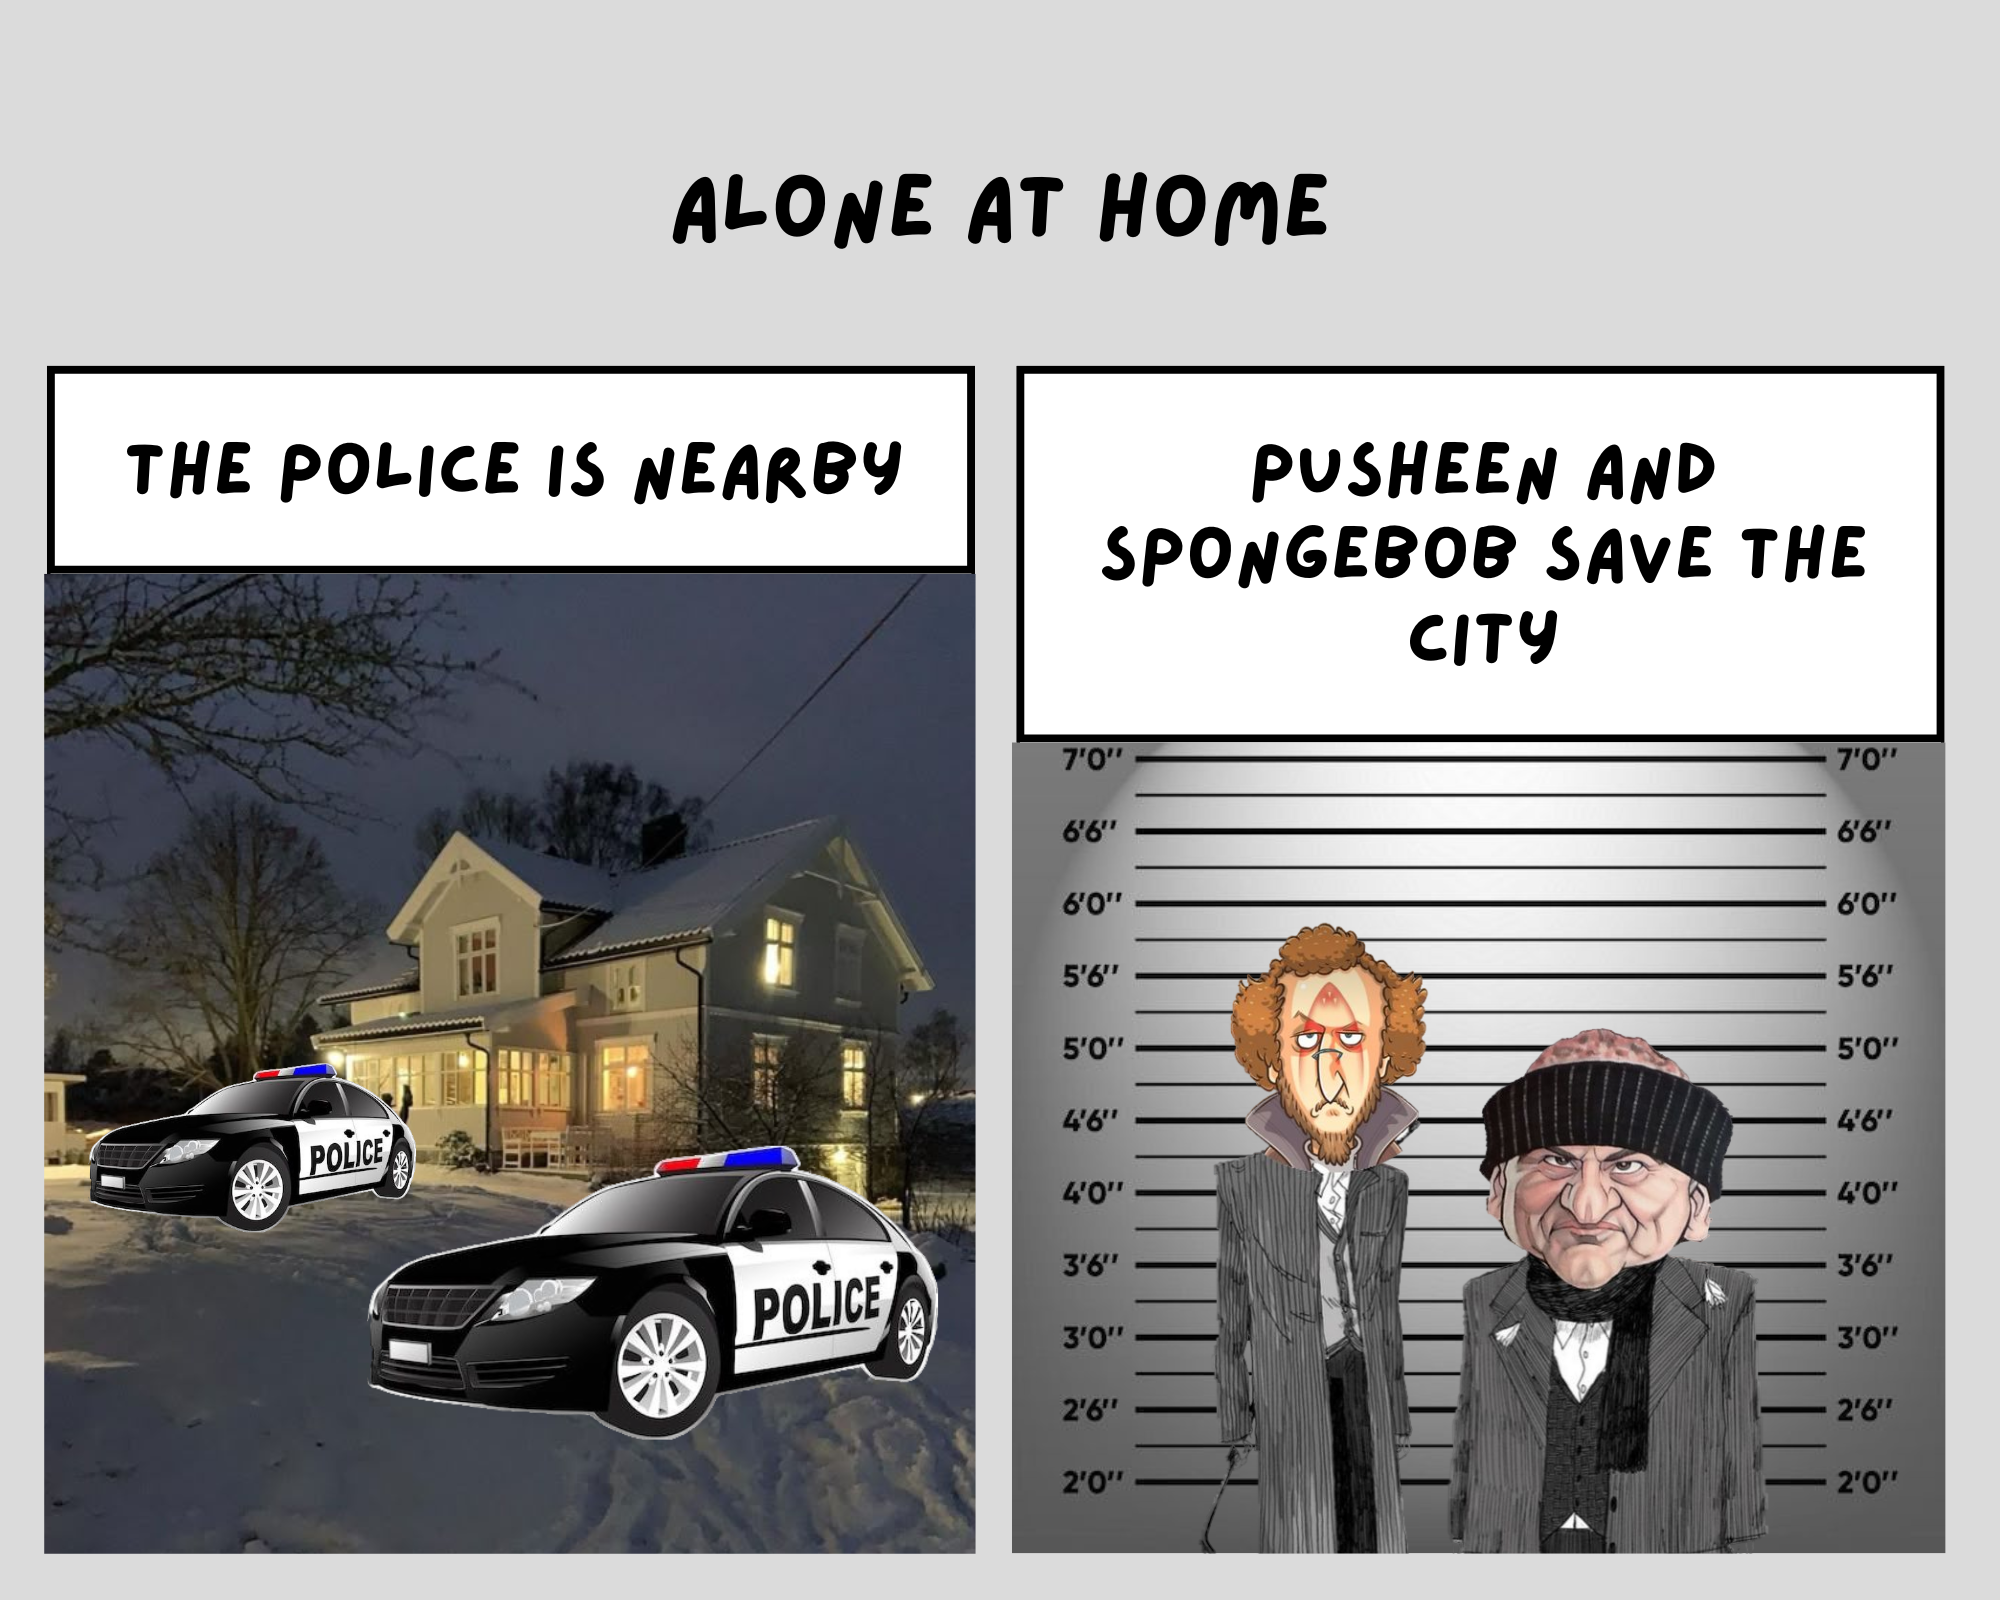 ALONE AT HOME
THE POLICE IS NEARBY
POLICE
POLICE
PUSHEEN AND
SPONGEBOB SAVE THE
CITY
7'0'' 7'0''
6'6'' 6'6''
6'0'' 6'0''
5'6'' 5'6''
5'0'' 5'0''
4'6'' 4'6''
4'0'' 4'0''
3'6'' 3'6''
3'0'' 3'0''
2'6'' 2'6''
2'0'' 2'0''